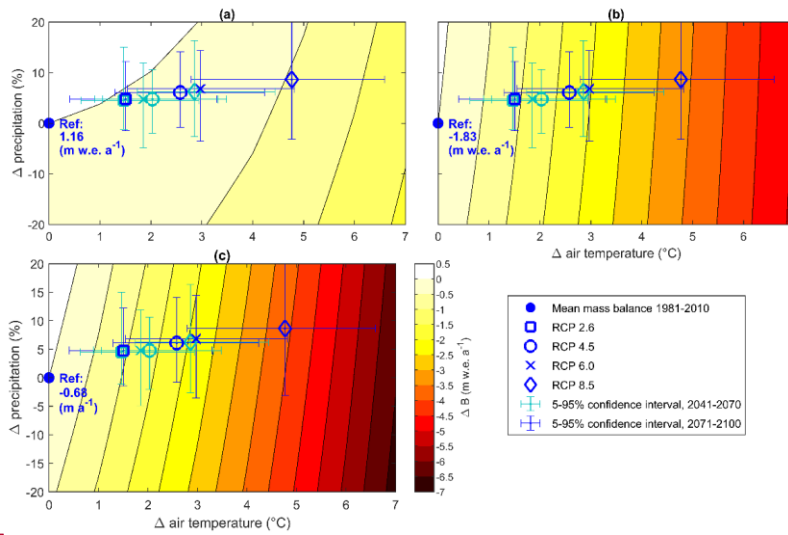 (a)
(b)
20
10
0
-10
-20
Δ precipitation (%)
Ref:
1.16
(m w.e. a-1)
0 1 2 3 4 5 6 7
20
10
0
-10
-20
Δ precipitation (%)
Ref:
-1.83
(m w.e. a-1)
0 1 2 3 4 5 6
Δ air temperature (°C)
(c)
20
15
10
5
0
-5
-10
-15
-20
Δ precipitation (%)
Ref:
-0.68
(m a-1)
0 1 2 3 4 5 6 7
Δ air temperature (°C)
0.5
0
-0.5
-1
-1.5
-2
-2.5
-3
-3.5
-4
-4.5
-5
-5.5
-6
-6.5
-7
Δ B (m w.e. a-1)
Mean mass balance 1981-2010
RCP 2.6
RCP 4.5
RCP 6.0
RCP 8.5
5-95% confidence interval, 2041-2070
5-95% confidence interval, 2071-2100